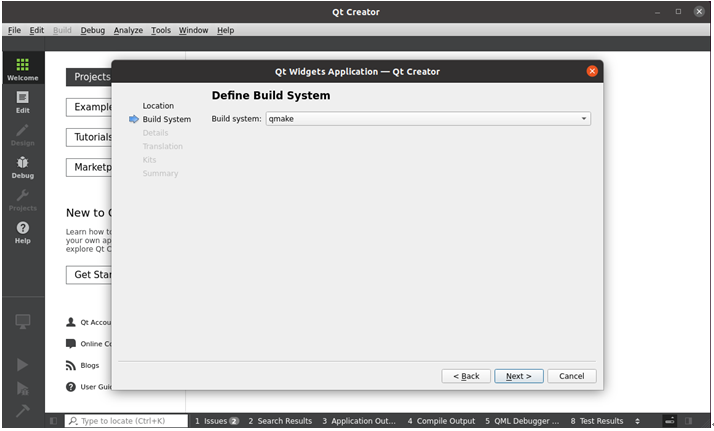 Qt Creator
File Edit Build Debug Analyze Tools Window Help
Welcome
Edit
Design
Debug
Projects
Help
Projects
Example
Tutorials
Marketp
New to Q
Learn how to
your own ap
explore Qt C
Get Star
Qt Accou
Online Co
Blogs
User Guid
Qt Widgets Application — Qt Creator
Location
Build System
Details
Translation
Kits
Summary
Define Build System
Build system: qmake
< Back Next > Cancel
Type to locate (Ctrl+K) 1 Issues 2 2 Search Results 3 Application Out... 4 Compile Output 5 QML Debugger ... 8 Test Results